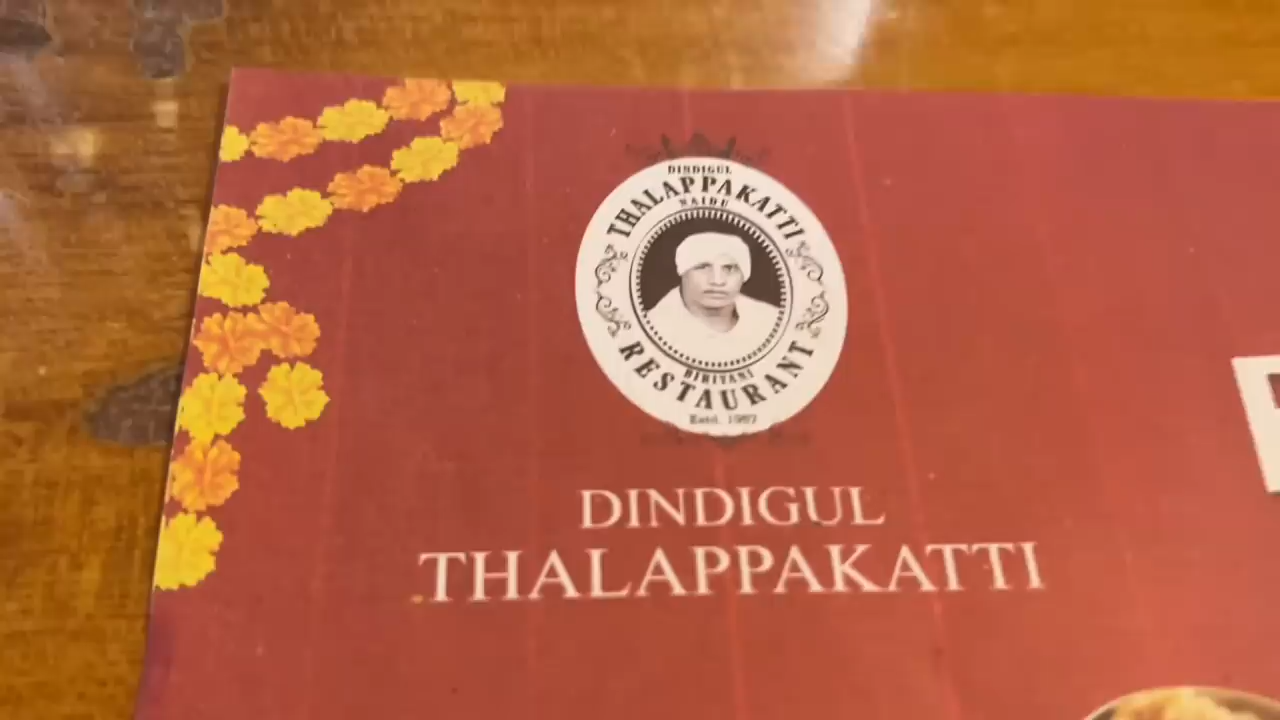 DINDIGUL
THALAPPAKATTI
NAIDU
BIRIYANI
RESTAURANT
Estd. 1957
DINDIGUL
THALAPPAKATTI